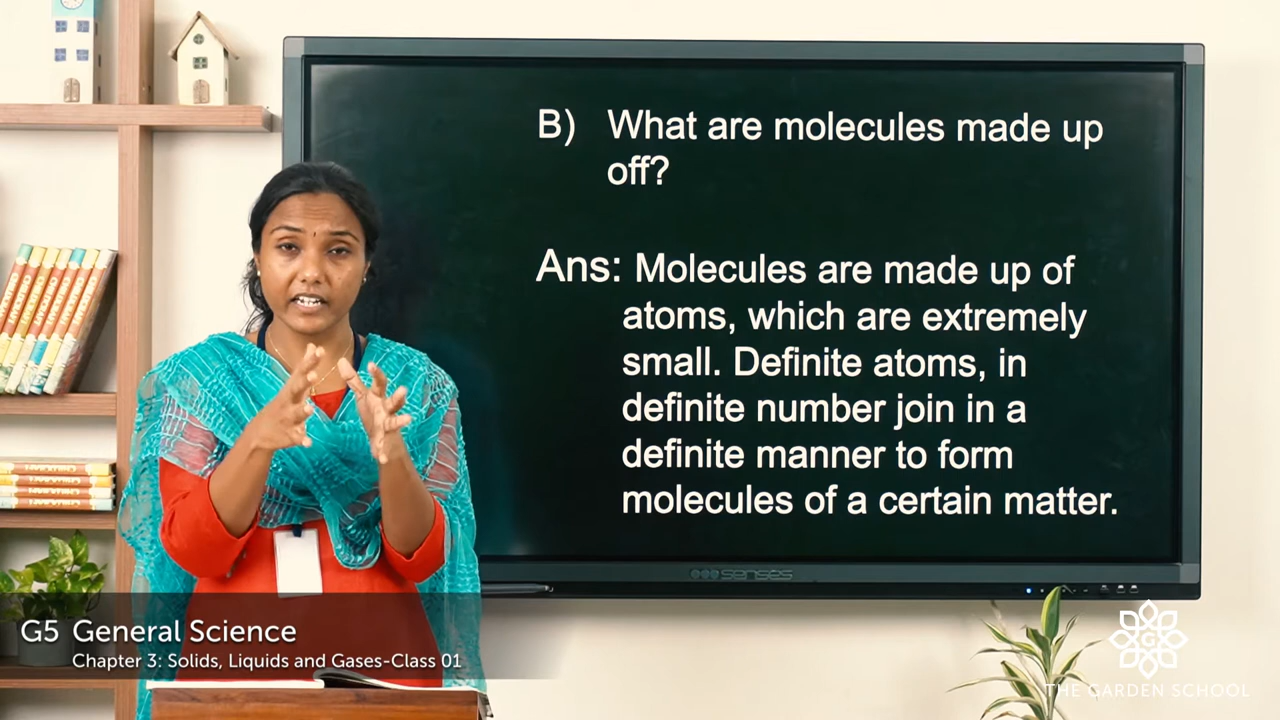 B) What are molecules made up
off?
Ans: Molecules are made up of
atoms, which are extremely
small. Definite atoms, in
definite number join in a
definite manner to form
molecules of a certain matter.
senses
G5 General Science
Chapter 3: Solids, Liquids and Gases-Class 01
G
THE GARDEN SCHOOL